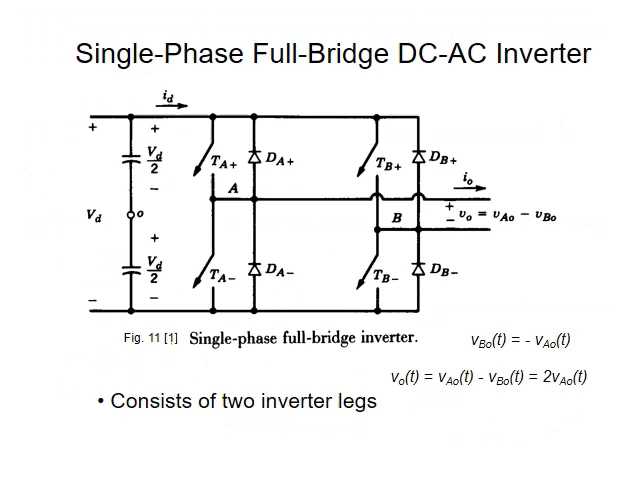 Single-Phase Full-Bridge DC-AC Inverter
i_d
+ +
V_d/2
T_A+ D_A+ T_B+ D_B+
−
i_o
A
V_d o
B + − v_o = v_Ao − v_Bo
+
V_d/2
T_A− D_A− T_B− D_B−
− −
Fig. 11 [1] Single-phase full-bridge inverter.
v_Bo(t) = - v_Ao(t)
v_o(t) = v_Ao(t) - v_Bo(t) = 2v_Ao(t)
• Consists of two inverter legs